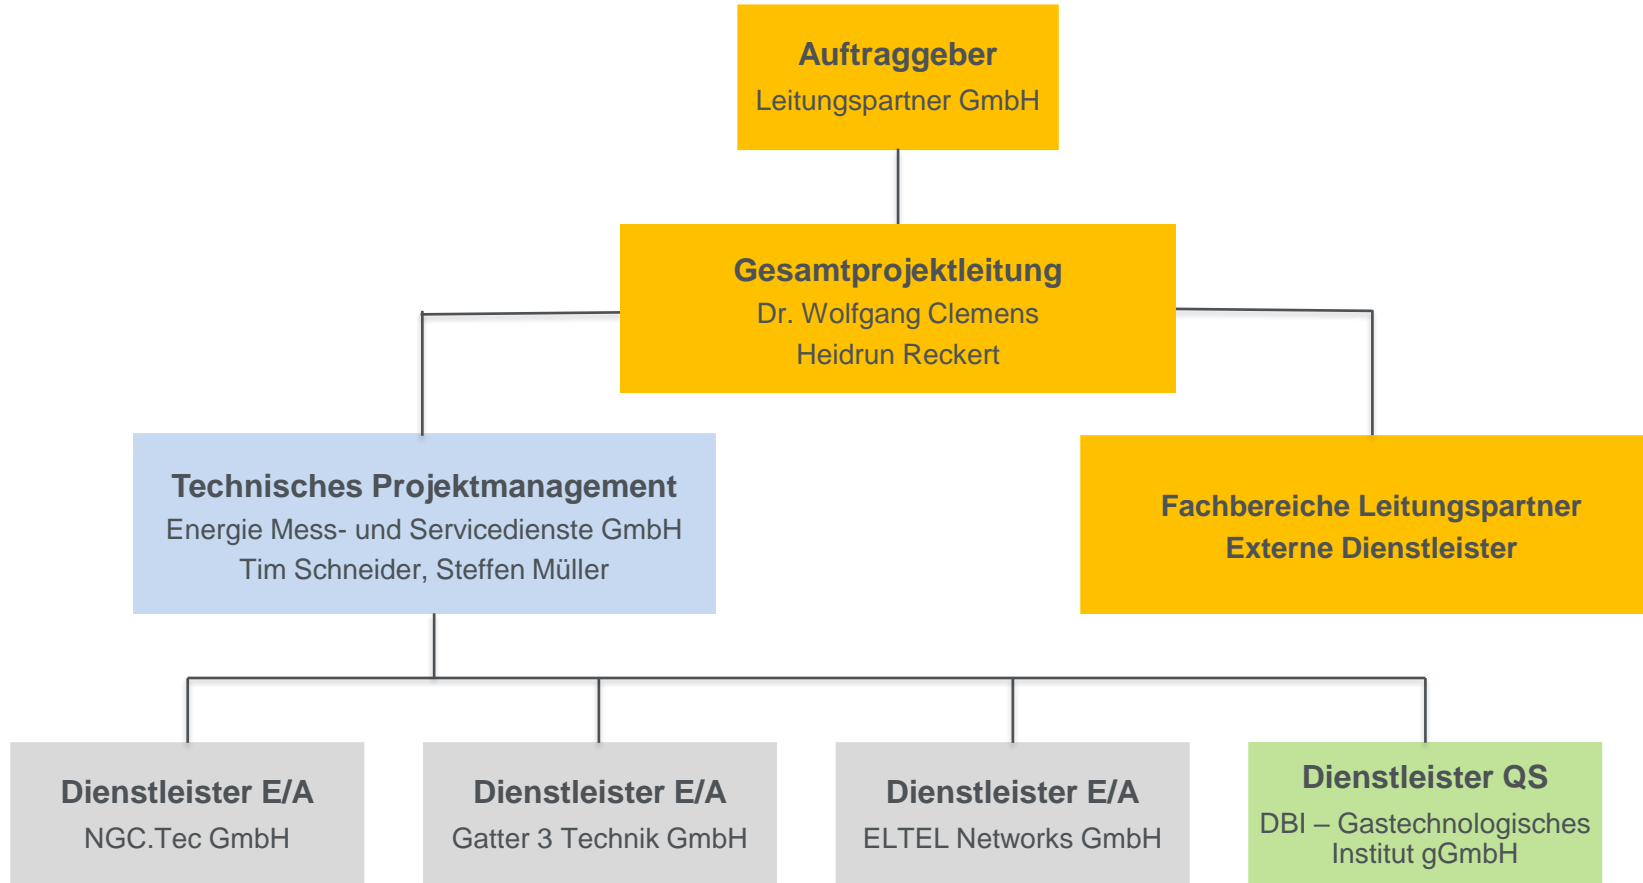 Auftraggeber
Leitungspartner GmbH
Gesamtprojektleitung
Dr. Wolfgang Clemens
Heidrun Reckert
Technisches Projektmanagement
Energie Mess- und Servicedienste GmbH
Tim Schneider, Steffen Müller
Fachbereiche Leitungspartner
Externe Dienstleister
Dienstleister E/A
NGC.Tec GmbH
Dienstleister E/A
Gatter 3 Technik GmbH
Dienstleister E/A
ELTEL Networks GmbH
Dienstleister QS
DBI – Gastechnologisches
Institut gGmbH